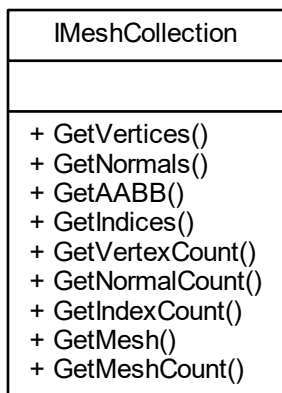 IMeshCollection
+ GetVertices()
+ GetNormals()
+ GetAABB()
+ GetIndices()
+ GetVertexCount()
+ GetNormalCount()
+ GetIndexCount()
+ GetMesh()
+ GetMeshCount()